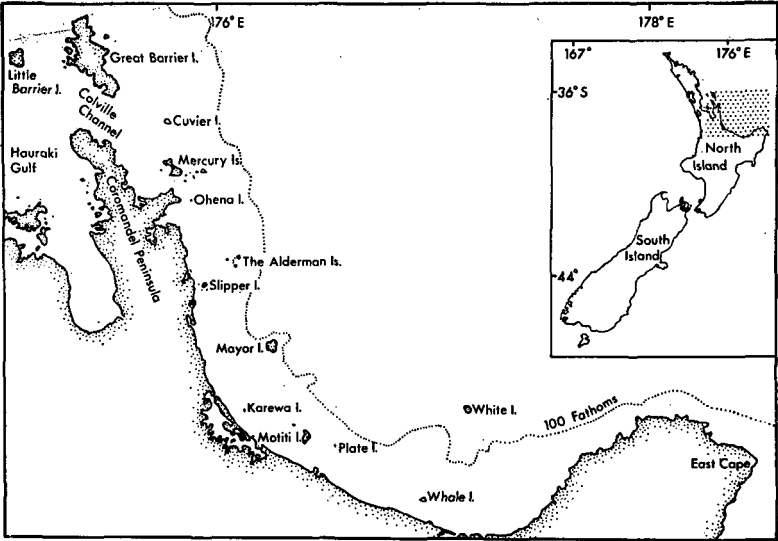 176°E
178°E
Great Barrier I.
Little
Barrier I.
Colville
Channel
Cuvier I.
Hauraki
Gulf
Mercury Is.
Ohena I.
Coromandel Peninsula
The Alderman Is.
Slipper I.
Mayor I.
Karewa I.
Motiti I.
Plate I.
White I.
100 Fathoms
Whale I.
East Cape
167°
176°E
36°S
North
Island
South
Island
44°